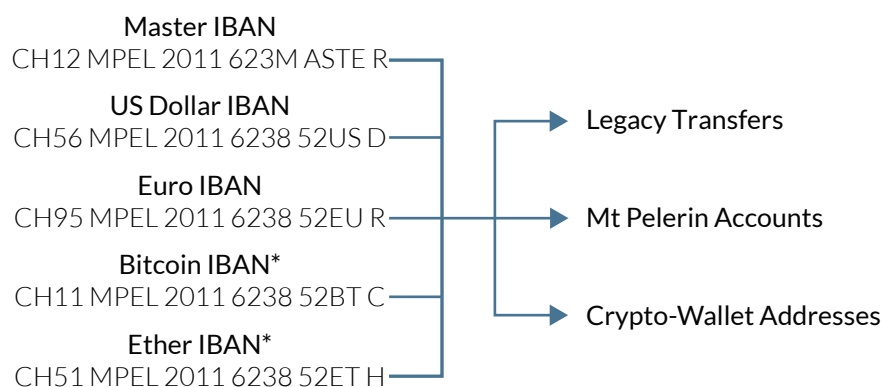 Master IBAN
CH12 MPEL 2011 623M ASTE R
US Dollar IBAN
CH56 MPEL 2011 6238 52US D
Euro IBAN
CH95 MPEL 2011 6238 52EU R
Bitcoin IBAN*
CH11 MPEL 2011 6238 52BT C
Ether IBAN*
CH51 MPEL 2011 6238 52ET H
Legacy Transfers
Mt Pelerin Accounts
Crypto-Wallet Addresses